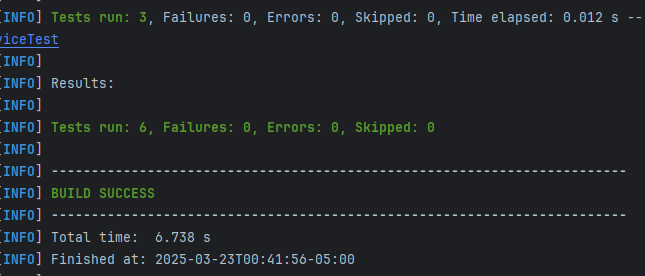 [INFO] Tests run: 3, Failures: 0, Errors: 0, Skipped: 0, Time elapsed: 0.012 s --
viceTest
[INFO]
[INFO] Results:
[INFO]
[INFO] Tests run: 6, Failures: 0, Errors: 0, Skipped: 0
[INFO]
[INFO] ------------------------------------------------------------------------
[INFO] BUILD SUCCESS
[INFO] ------------------------------------------------------------------------
[INFO] Total time:  6.738 s
[INFO] Finished at: 2025-03-23T00:41:56-05:00